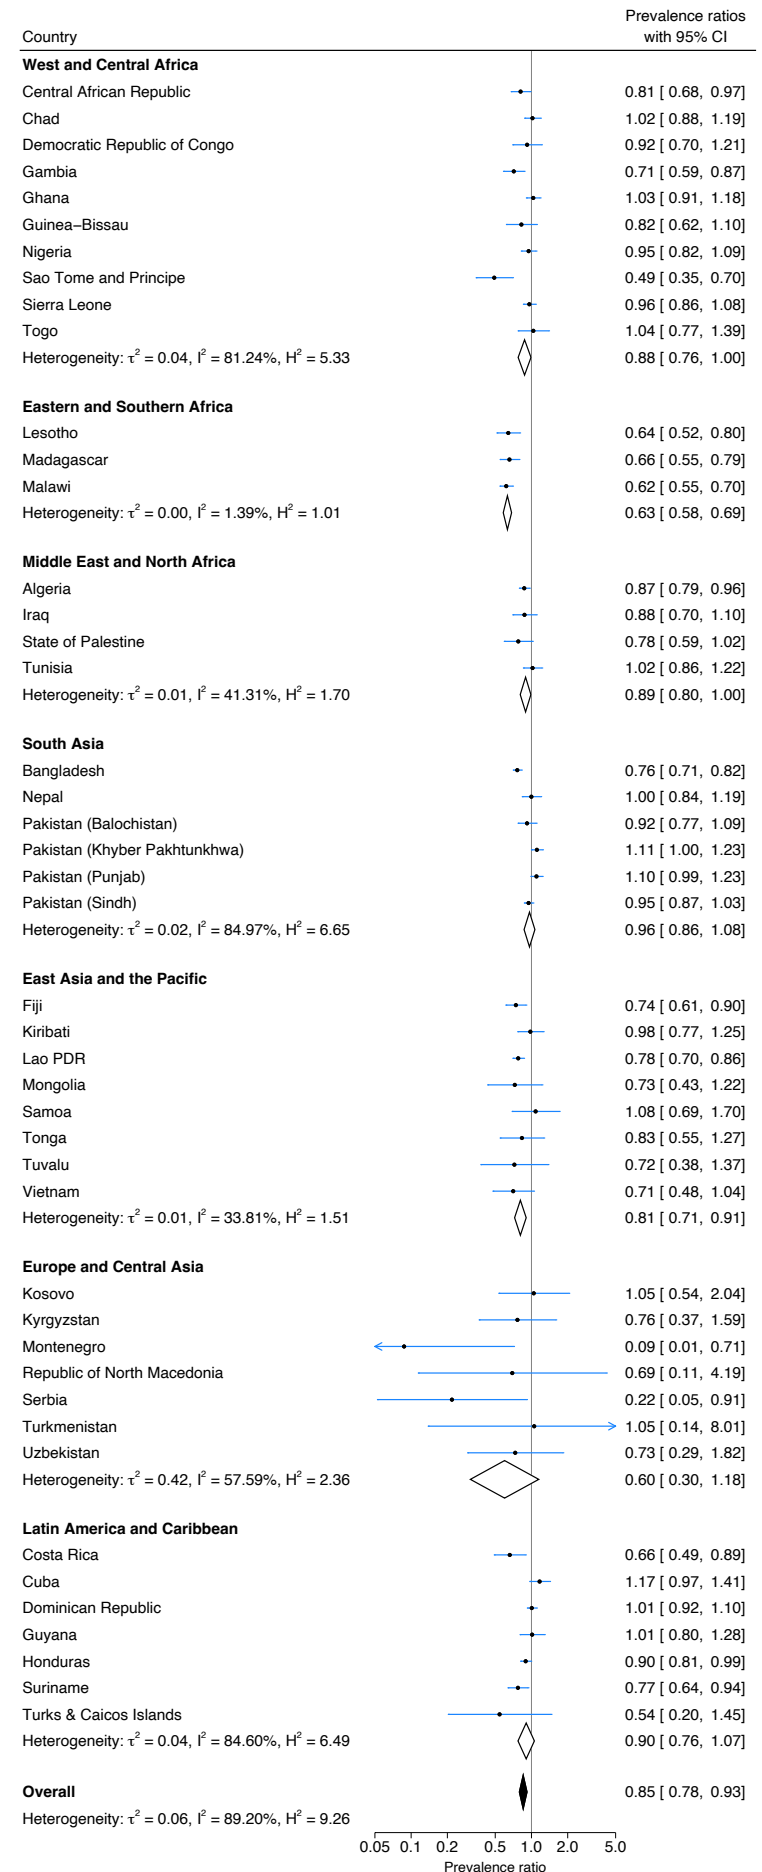 Prevalence ratios
Country with 95% CI
West and Central Africa
Central African Republic 0.81 [ 0.68, 0.97]
Chad 1.02 [ 0.88, 1.19]
Democratic Republic of Congo 0.92 [ 0.70, 1.21]
Gambia 0.71 [ 0.59, 0.87]
Ghana 1.03 [ 0.91, 1.18]
Guinea−Bissau 0.82 [ 0.62, 1.10]
Nigeria 0.95 [ 0.82, 1.09]
Sao Tome and Principe 0.49 [ 0.35, 0.70]
Sierra Leone 0.96 [ 0.86, 1.08]
Togo 1.04 [ 0.77, 1.39]
Heterogeneity: τ² = 0.04, I² = 81.24%, H² = 5.33 0.88 [ 0.76, 1.00]
Eastern and Southern Africa
Lesotho 0.64 [ 0.52, 0.80]
Madagascar 0.66 [ 0.55, 0.79]
Malawi 0.62 [ 0.55, 0.70]
Heterogeneity: τ² = 0.00, I² = 1.39%, H² = 1.01 0.63 [ 0.58, 0.69]
Middle East and North Africa
Algeria 0.87 [ 0.79, 0.96]
Iraq 0.88 [ 0.70, 1.10]
State of Palestine 0.78 [ 0.59, 1.02]
Tunisia 1.02 [ 0.86, 1.22]
Heterogeneity: τ² = 0.01, I² = 41.31%, H² = 1.70 0.89 [ 0.80, 1.00]
South Asia
Bangladesh 0.76 [ 0.71, 0.82]
Nepal 1.00 [ 0.84, 1.19]
Pakistan (Balochistan) 0.92 [ 0.77, 1.09]
Pakistan (Khyber Pakhtunkhwa) 1.11 [ 1.00, 1.23]
Pakistan (Punjab) 1.10 [ 0.99, 1.23]
Pakistan (Sindh) 0.95 [ 0.87, 1.03]
Heterogeneity: τ² = 0.02, I² = 84.97%, H² = 6.65 0.96 [ 0.86, 1.08]
East Asia and the Pacific
Fiji 0.74 [ 0.61, 0.90]
Kiribati 0.98 [ 0.77, 1.25]
Lao PDR 0.78 [ 0.70, 0.86]
Mongolia 0.73 [ 0.43, 1.22]
Samoa 1.08 [ 0.69, 1.70]
Tonga 0.83 [ 0.55, 1.27]
Tuvalu 0.72 [ 0.38, 1.37]
Vietnam 0.71 [ 0.48, 1.04]
Heterogeneity: τ² = 0.01, I² = 33.81%, H² = 1.51 0.81 [ 0.71, 0.91]
Europe and Central Asia
Kosovo 1.05 [ 0.54, 2.04]
Kyrgyzstan 0.76 [ 0.37, 1.59]
Montenegro 0.09 [ 0.01, 0.71]
Republic of North Macedonia 0.69 [ 0.11, 4.19]
Serbia 0.22 [ 0.05, 0.91]
Turkmenistan 1.05 [ 0.14, 8.01]
Uzbekistan 0.73 [ 0.29, 1.82]
Heterogeneity: τ² = 0.42, I² = 57.59%, H² = 2.36 0.60 [ 0.30, 1.18]
Latin America and Caribbean
Costa Rica 0.66 [ 0.49, 0.89]
Cuba 1.17 [ 0.97, 1.41]
Dominican Republic 1.01 [ 0.92, 1.10]
Guyana 1.01 [ 0.80, 1.28]
Honduras 0.90 [ 0.81, 0.99]
Suriname 0.77 [ 0.64, 0.94]
Turks & Caicos Islands 0.54 [ 0.20, 1.45]
Heterogeneity: τ² = 0.04, I² = 84.60%, H² = 6.49 0.90 [ 0.76, 1.07]
Overall 0.85 [ 0.78, 0.93]
Heterogeneity: τ² = 0.06, I² = 89.20%, H² = 9.26
0.05 0.1 0.2 0.5 1.0 2.0 5.0
Prevalence ratio